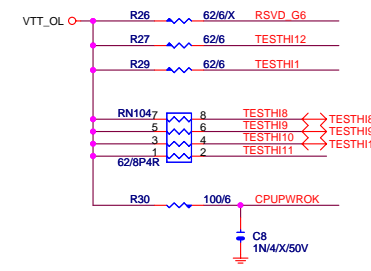 R26 62/6/X RSVD_G6
VTT_OL
R27 62/6 TESTHI12
R29 62/6 TESTHI1
RN104 7 8 TESTHI8 TESTHI8
5 6 TESTHI9 TESTHI9
3 4 TESTHI10 TESTHI1
1 2 TESTHI11
62/8P4R
R30 100/6 CPUPWROK
C8
1N/4/X/50V